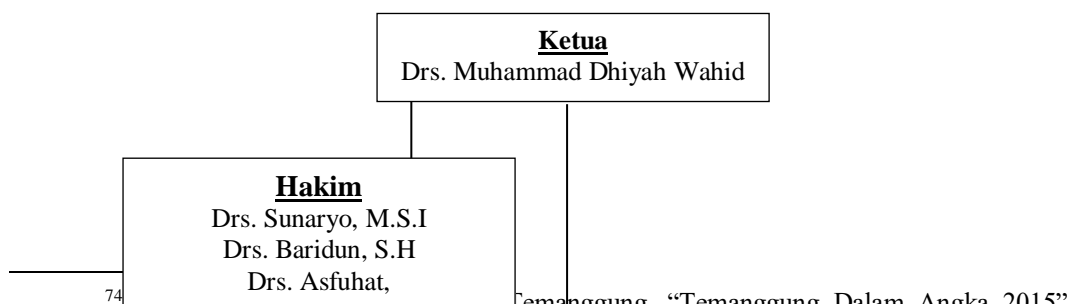 Ketua
Drs. Muhammad Dhiyah Wahid
Hakim
Drs. Sunaryo, M.S.I
Drs. Baridun, S.H
Drs. Asfuhat,
74 Temanggung, “Temanggung Dalam Angka 2015”